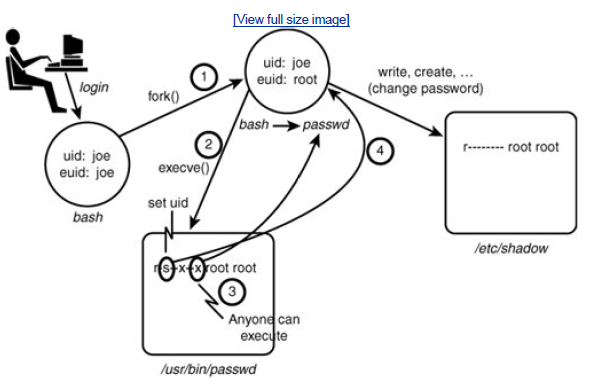 [View full size image]
login
1
fork()
uid: joe
euid: root
bash passwd
write, create, ...
(change password)
uid: joe
euid: joe
bash
2
execve()
4
r-------- root root
/etc/shadow
set uid
r-s--x--x root root
3
Anyone can
execute
/usr/bin/passwd